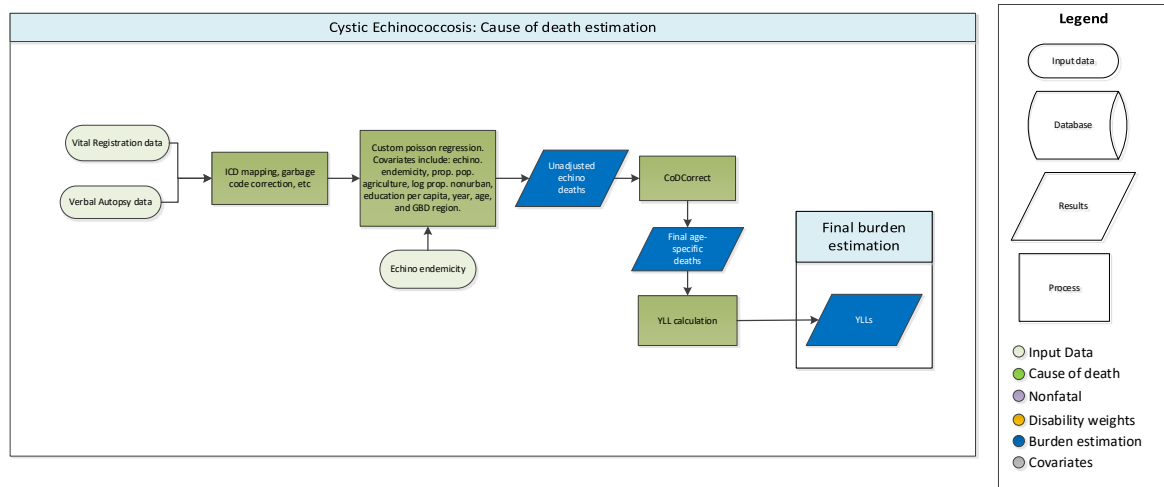 Cystic Echinococcosis: Cause of death estimation
Vital Registration data
Verbal Autopsy data
ICD mapping, garbage
code correction, etc
Custom poisson regression.
Covariates include: echino.
endemicity, prop. pop.
agriculture, log prop. nonurban,
education per capita, year, age,
and GBD region.
Echino endemicity
Unadjusted
echino
deaths
CoDCorrect
Final age-
specific
deaths
YLL calculation
Final burden
estimation
YLLs
Legend
Input data
Database
Results
Process
Input Data
Cause of death
Nonfatal
Disability weights
Burden estimation
Covariates